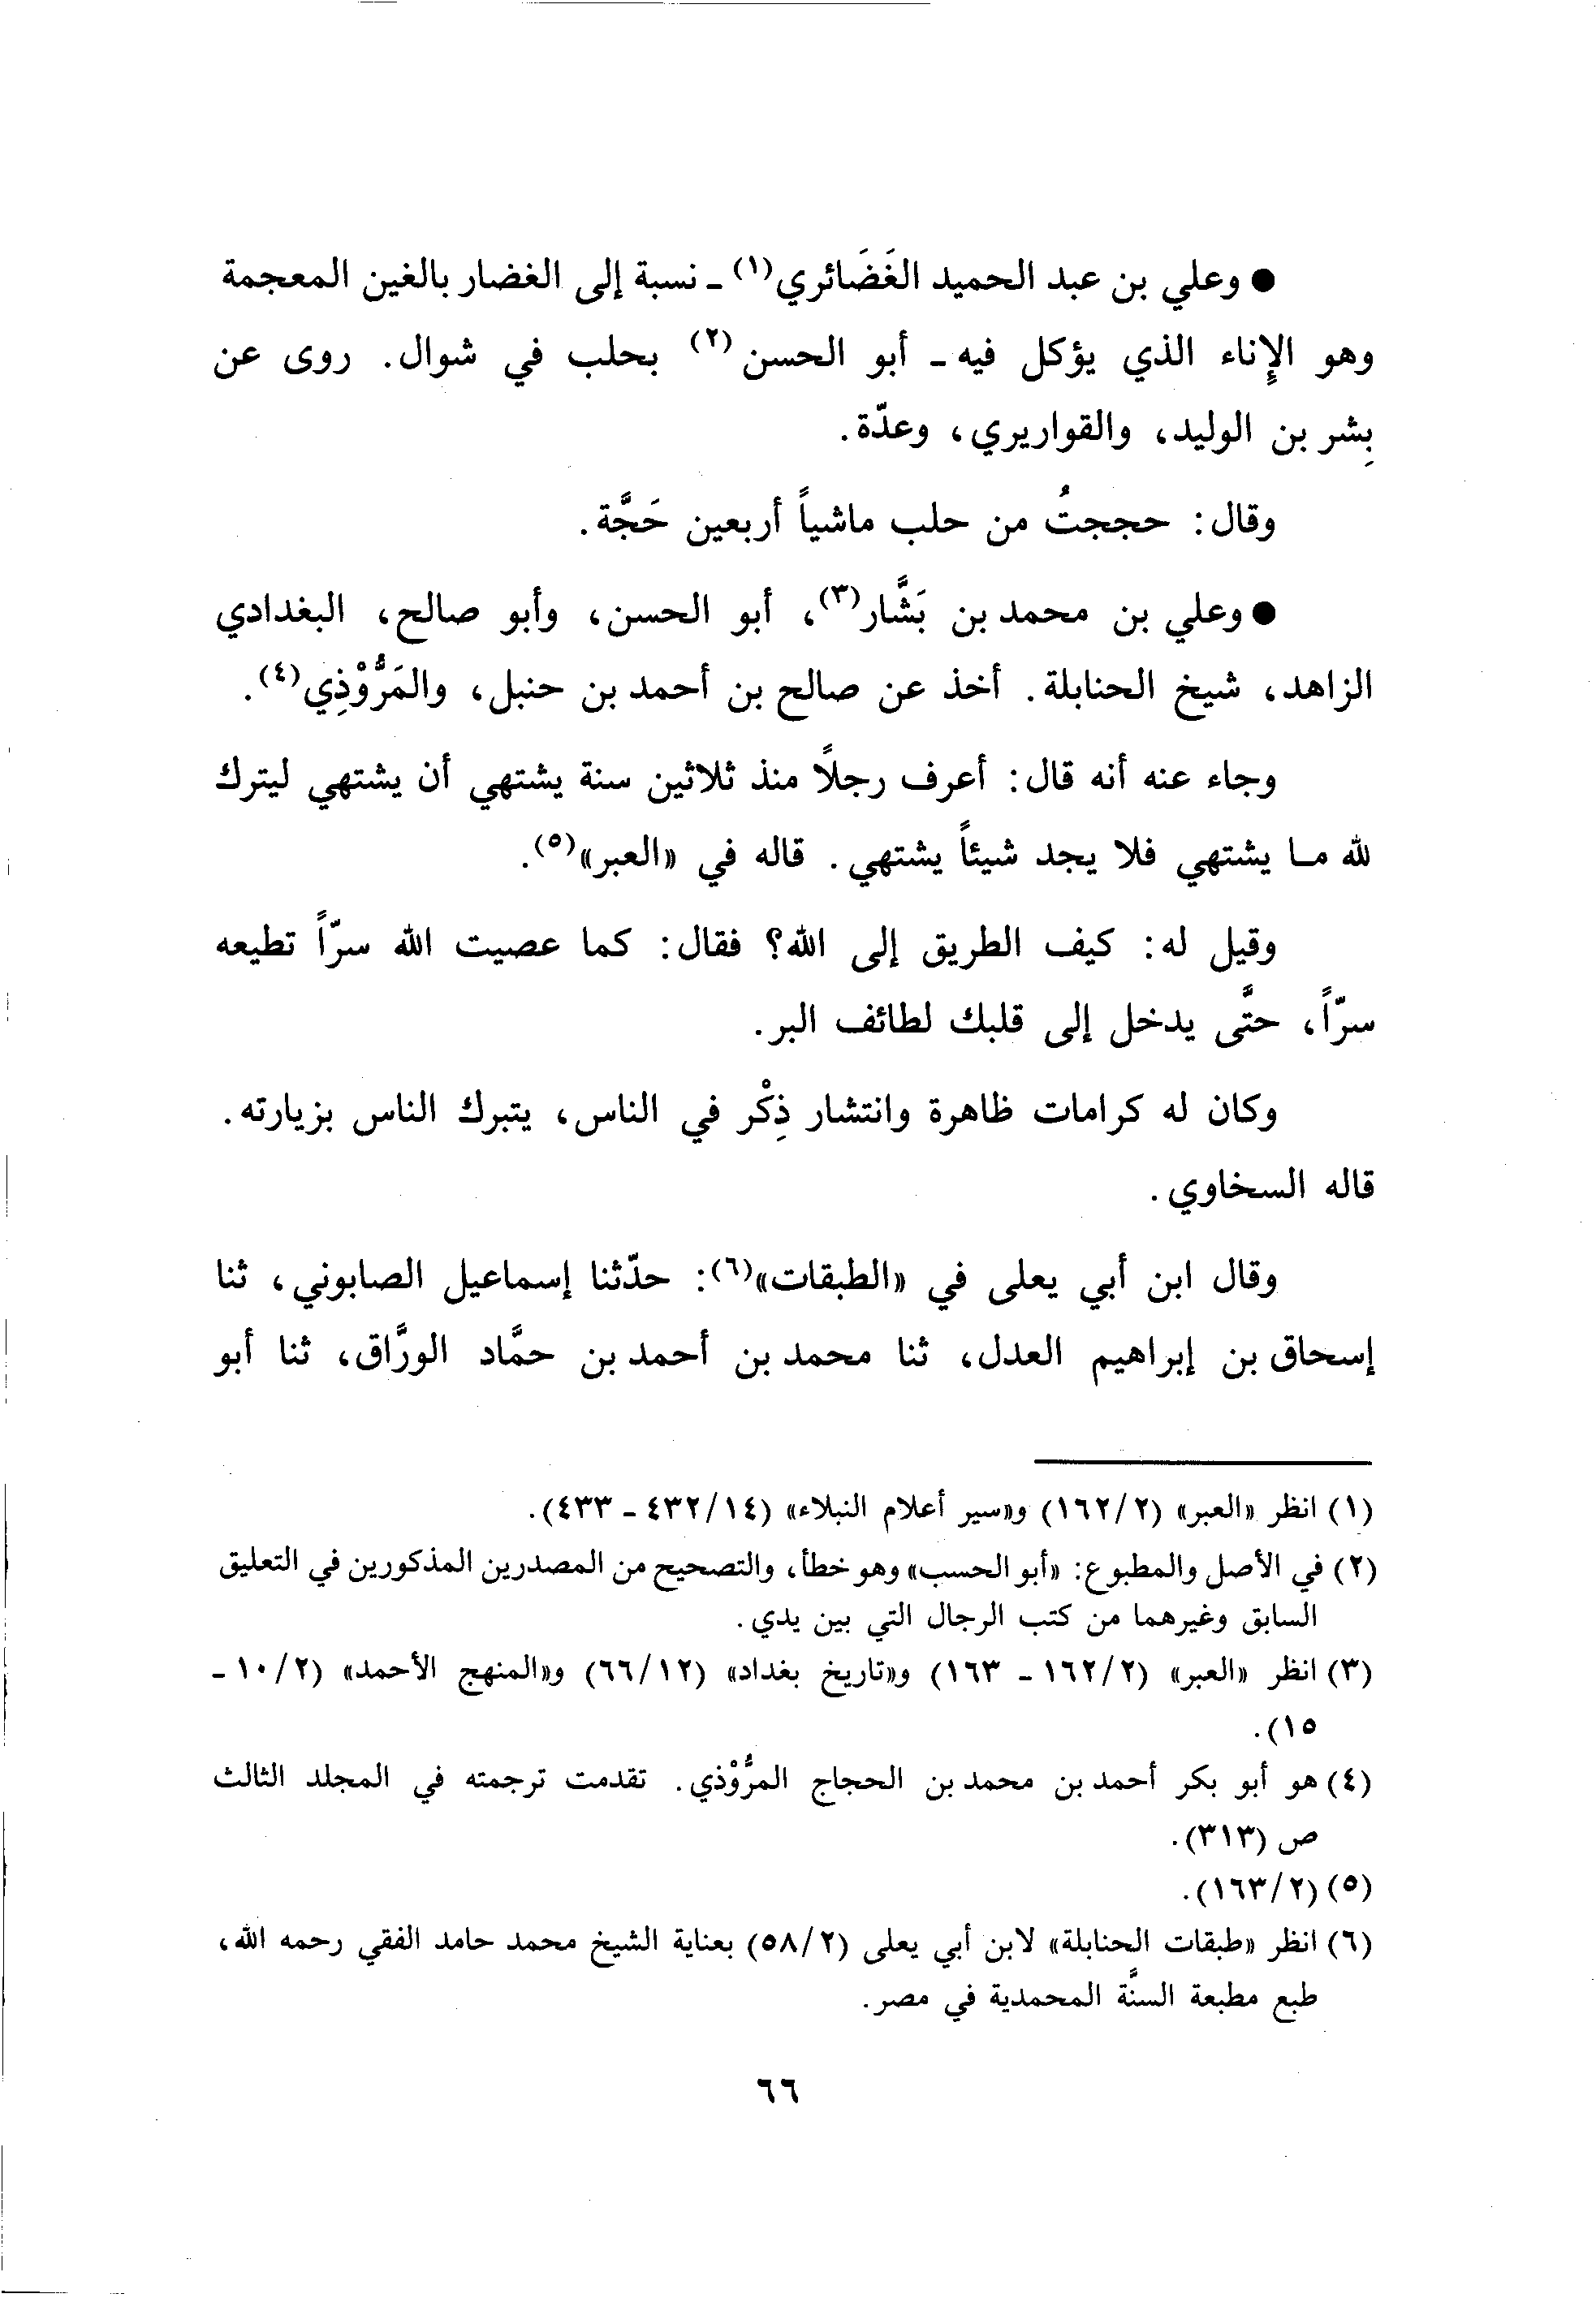 ● وعلي بن عبد الحميد الغَضَائري(١) ـ نسبة إلى الغضار بالغين المعجمة
وهو الإِناء الذي يؤكل فيه ـ أبو الحسن(٢) بحلب في شوال. روى عن
بِشر بن الوليد، والقواريري، وعدّة.
وقال: حججتُ من حلب ماشياً أربعين حَجَّة.
● وعلي بن محمد بن بَشَّار(٣)، أبو الحسن، وأبو صالح، البغدادي
الزاهد، شيخ الحنابلة. أخذ عن صالح بن أحمد بن حنبل، والمَرُّوْذِي(٤).
وجاء عنه أنه قال: أعرف رجلاً منذ ثلاثين سنة يشتهي أن يشتهي ليترك
لله ما يشتهي فلا يجد شيئاً يشتهي. قاله في «العبر»(٥).
وقيل له: كيف الطريق إلى الله؟ فقال: كما عصيت الله سرّاً تطيعه
سرّاً، حتَّى يدخل إلى قلبك لطائف البر.
وكان له كرامات ظاهرة وانتشار ذِكْر في الناس، يتبرك الناس بزيارته.
قاله السخاوي.
وقال ابن أبي يعلى في «الطبقات»(٦): حدّثنا إسماعيل الصابوني، ثنا
إسحاق بن إبراهيم العدل، ثنا محمد بن أحمد بن حمَّاد الورَّاق، ثنا أبو
(١) انظر «العبر» (٢/ ١٦٢) و«سير أعلام النبلاء» (١٤/ ٤٣٢ ـ ٤٣٣).
(٢) في الأصل والمطبوع: «أبو الحسب» وهو خطأ، والتصحيح من المصدرين المذكورين في التعليق
السابق وغيرهما من كتب الرجال التي بين يدي.
(٣) انظر «العبر» (٢/ ١٦٢ ـ ١٦٣) و«تاريخ بغداد» (١٢/ ٦٦) و«المنهج الأحمد» (٢/ ١٠ ـ
١٥).
(٤) هو أبو بكر أحمد بن محمد بن الحجاج المرُّوْذي. تقدمت ترجمته في المجلد الثالث
ص (٣١٣).
(٥) (٢/ ١٦٣).
(٦) انظر «طبقات الحنابلة» لابن أبي يعلى (٢/ ٥٨) بعناية الشيخ محمد حامد الفقي رحمه الله،
طبع مطبعة السنَّة المحمدية في مصر.
٦٦